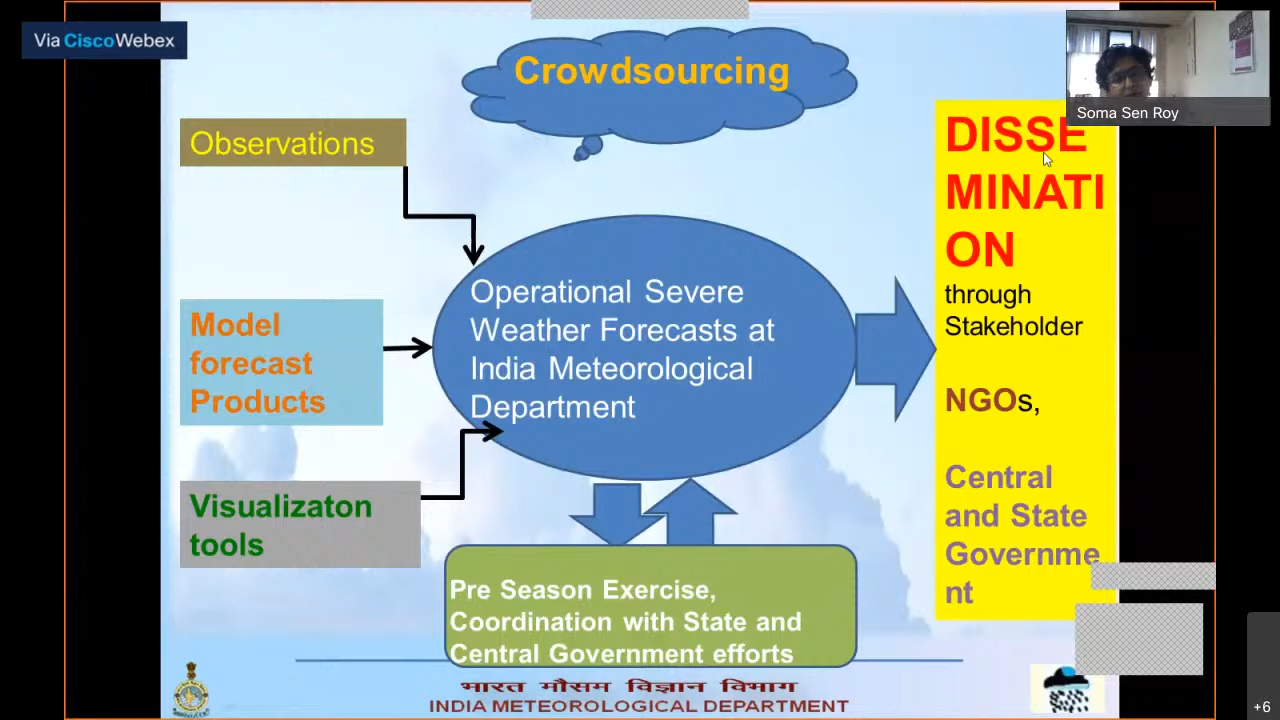 Via Cisco Webex
Crowdsourcing
Soma Sen Roy
Observations
Model
forecast
Products
Visualizaton
tools
Operational Severe
Weather Forecasts at
India Meteorological
Department
DISSE
MINATI
ON
through
Stakeholder
NGOs,
Central
and State
Governme
nt
Pre Season Exercise,
Coordination with State and
Central Government efforts
भारत मौसम विज्ञान विभाग
INDIA METEOROLOGICAL DEPARTMENT
+6